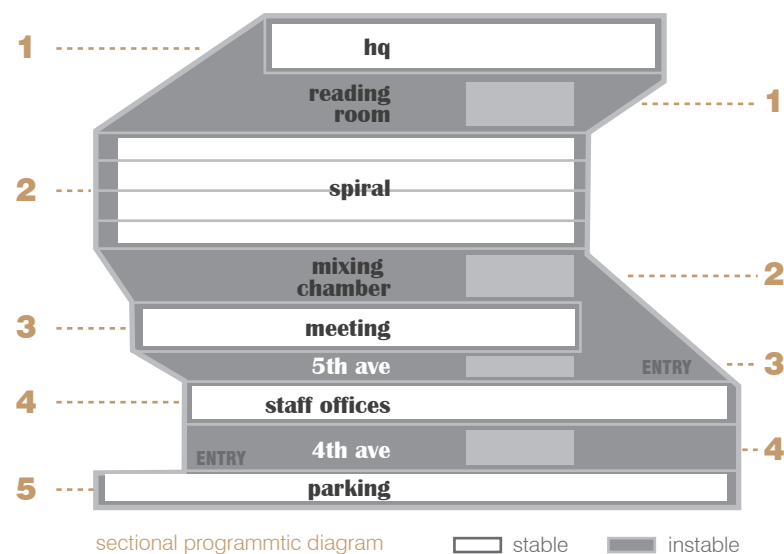 1
hq
reading
room
1
2
spiral
mixing
chamber
2
3
meeting
5th ave
ENTRY
3
4
staff offices
ENTRY
4th ave
4
5
parking
sectional programmtic diagram
stable
instable